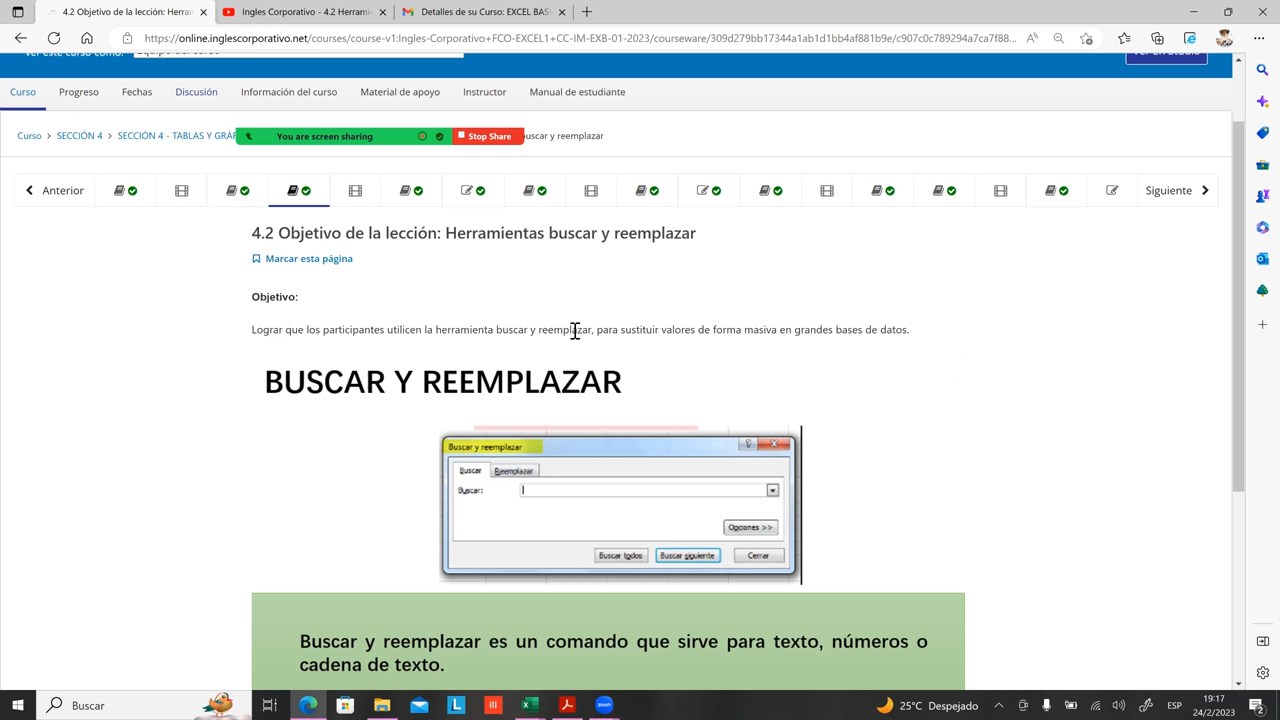 4.2 Objetivo de la lección: Herran
Ingles Corporativo - 4.2 Herrami
Detalles de su Curso: EXCEL BAS
https://online.inglescorporativo.net/courses/course-v1:Ingles-Corporativo+FCO-EXCEL1+CC-IM-EXB-01-2023/courseware/309d279bb17344a1ab1d1bb4af881b9e/c907c0c789294a7ca7f88...
Ver este curso como:
Curso Progreso Fechas Discusión Información del curso Material de apoyo Instructor Manual de estudiante
Curso > SECCIÓN 4 > SECCIÓN 4 - TABLAS Y GRÁF
You are screen sharing
Stop Share
buscar y reemplazar
Anterior
Siguiente
4.2 Objetivo de la lección: Herramientas buscar y reemplazar
Marcar esta página
Objetivo:
Lograr que los participantes utilicen la herramienta buscar y reemplazar, para sustituir valores de forma masiva en grandes bases de datos.
BUSCAR Y REEMPLAZAR
Buscar y reemplazar
Buscar Reemplazar
Buscar:
Opciones >>
Buscar todos Buscar siguiente Cerrar
Buscar y reemplazar es un comando que sirve para texto, números o
cadena de texto.
Buscar
25°C Despejado
ESP
19:17
24/2/2023